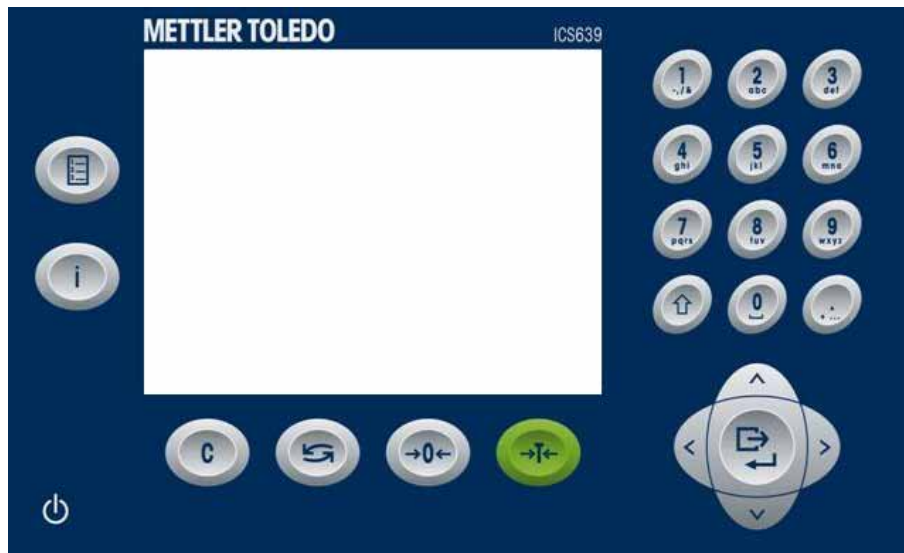 METTLER TOLEDO ICS639
1 2 3
-,/& abc def
4 5 6
ghi jkl mno
7 8 9
pqrs tuv wxyz
0 .
i
C →0← →T←